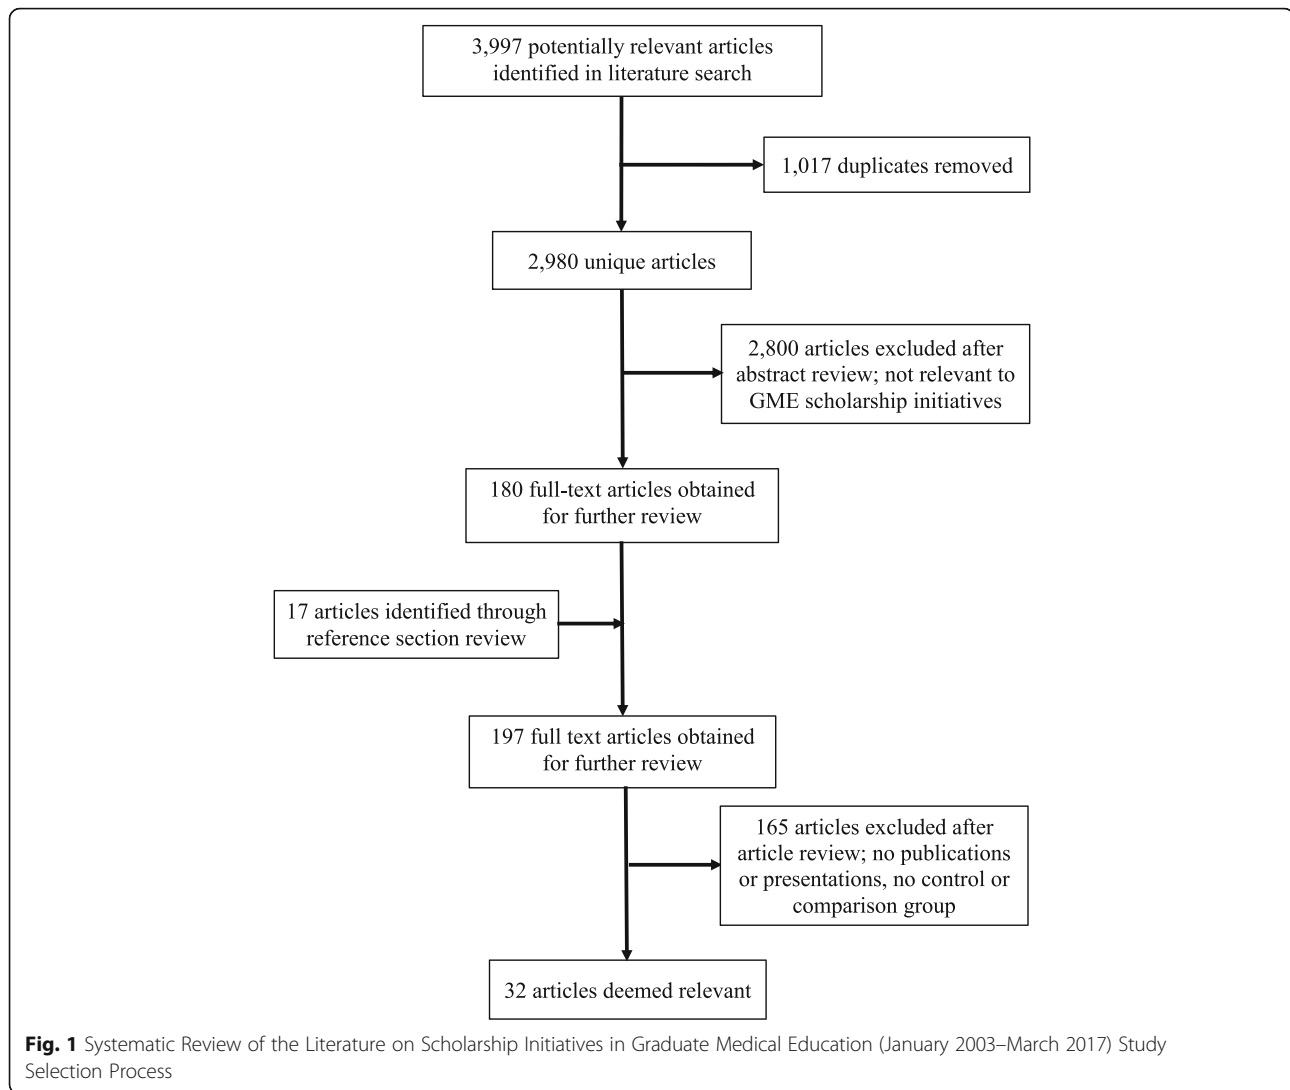 3,997 potentially relevant articles
identified in literature search
1,017 duplicates removed
2,980 unique articles
2,800 articles excluded after
abstract review; not relevant to
GME scholarship initiatives
180 full-text articles obtained
for further review
17 articles identified through
reference section review
197 full text articles obtained
for further review
165 articles excluded after
article review; no publications
or presentations, no control or
comparison group
32 articles deemed relevant
Fig. 1 Systematic Review of the Literature on Scholarship Initiatives in Graduate Medical Education (January 2003–March 2017) Study
Selection Process